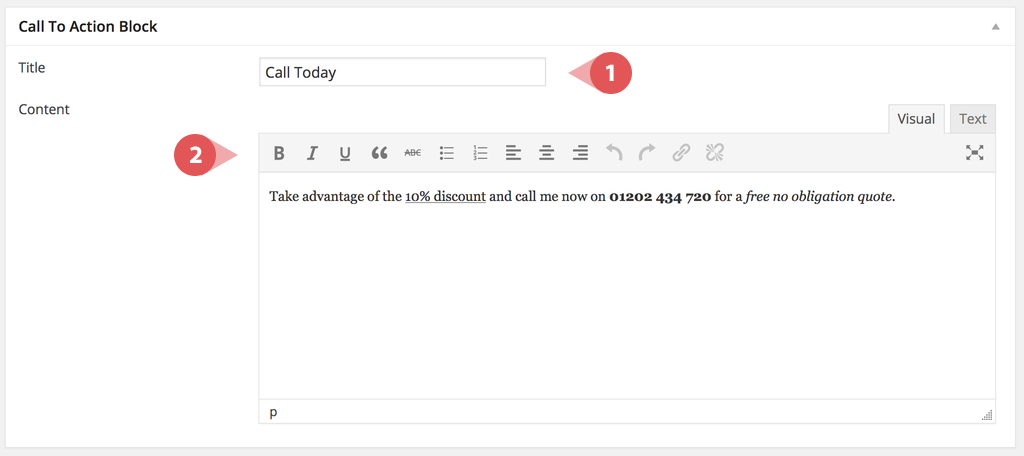 Call To Action Block
Title
Call Today
1
Content
Visual Text
2
B I U ABC
Take advantage of the 10% discount and call me now on 01202 434 720 for a free no obligation quote.
p